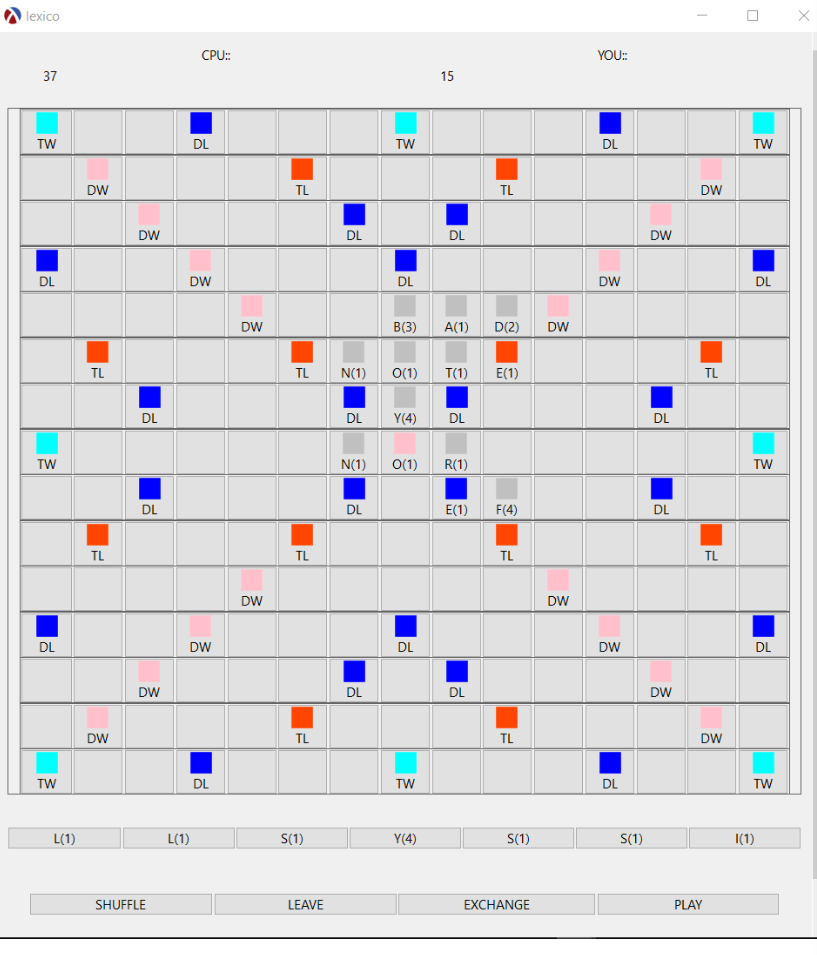 lexico
CPU:: YOU::
37 15
TW DL TW DL TW
DW TL TL DW
DW DL DL DW
DL DW DL DW DL
DW B(3) A(1) D(2) DW
TL TL N(1) O(1) T(1) E(1) TL
DL DL Y(4) DL DL
TW N(1) O(1) R(1) TW
DL DL E(1) F(4) DL
TL TL TL TL
DW DW
DL DW DL DW DL
DW DL DL DW
DW TL TL DW
TW DL TW DL TW
L(1) L(1) S(1) Y(4) S(1) S(1) I(1)
SHUFFLE LEAVE EXCHANGE PLAY